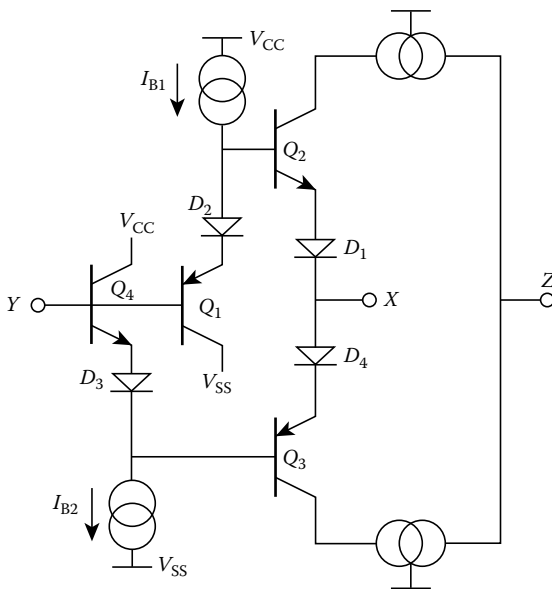 V_CC
I_B1
Q_2
D_2
V_CC
D_1
Z
Y
Q_4
Q_1
X
D_3
V_SS
D_4
Q_3
I_B2
V_SS